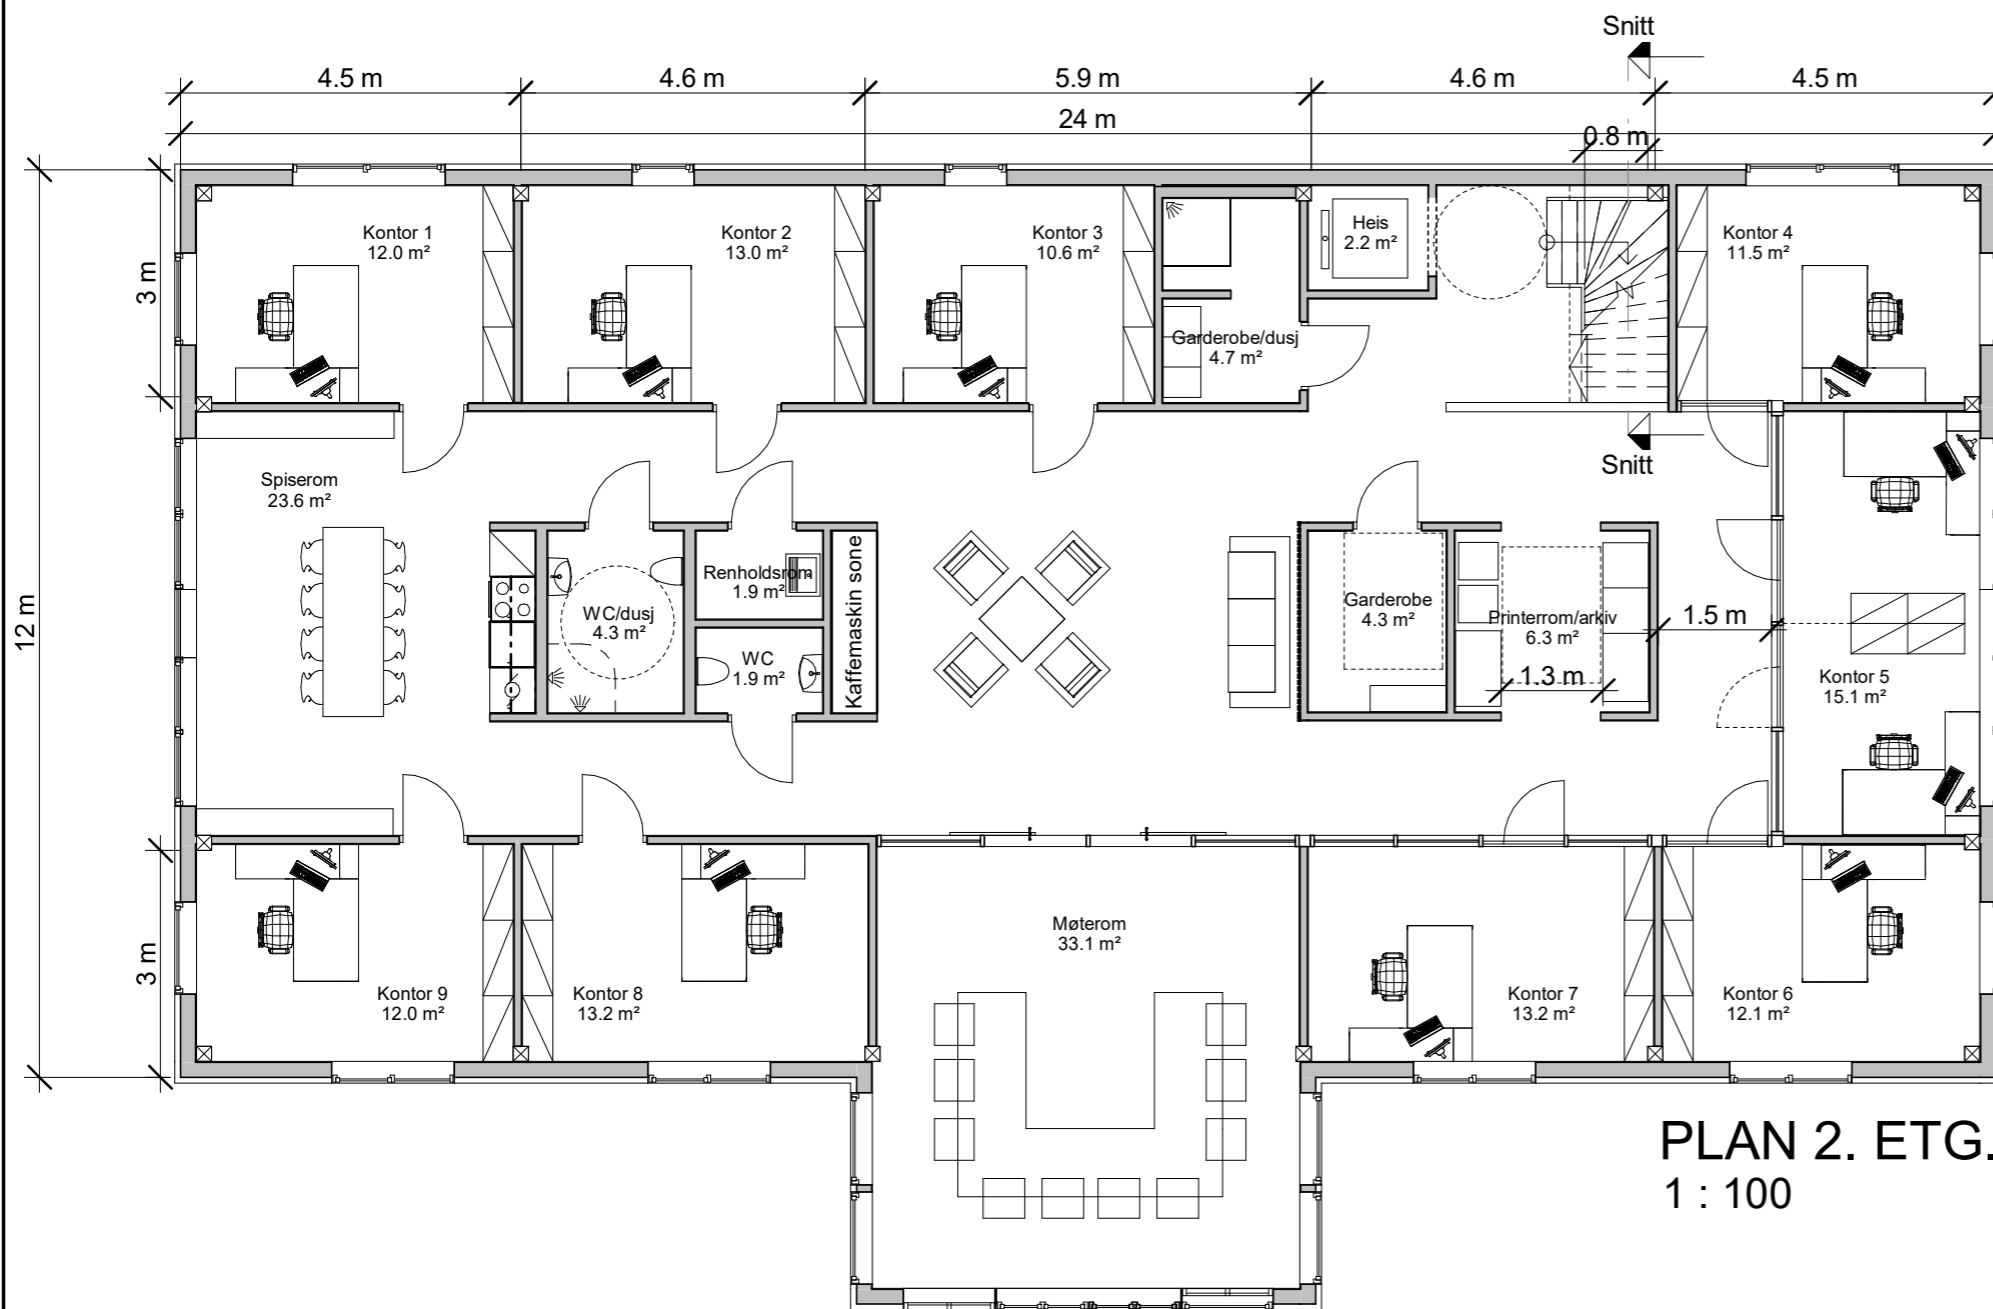 Snitt
4.5 m
4.6 m
5.9 m
4.6 m
4.5 m
24 m
0.8 m
12 m
3 m
Kontor 1
12.0 m²
Kontor 2
13.0 m²
Kontor 3
10.6 m²
Heis
2.2 m²
Kontor 4
11.5 m²
Garderobe/dusj
4.7 m²
Snitt
Spiserom
23.6 m²
WC/dusj
4.3 m²
Renholdsrom
1.9 m²
WC
1.9 m²
Kaffemaskin sone
Garderobe
4.3 m²
Printerrom/arkiv
6.3 m²
1.3 m
1.5 m
Kontor 5
15.1 m²
3 m
Kontor 9
12.0 m²
Kontor 8
13.2 m²
Møterom
33.1 m²
Kontor 7
13.2 m²
Kontor 6
12.1 m²
PLAN 2. ETG.
1 : 100